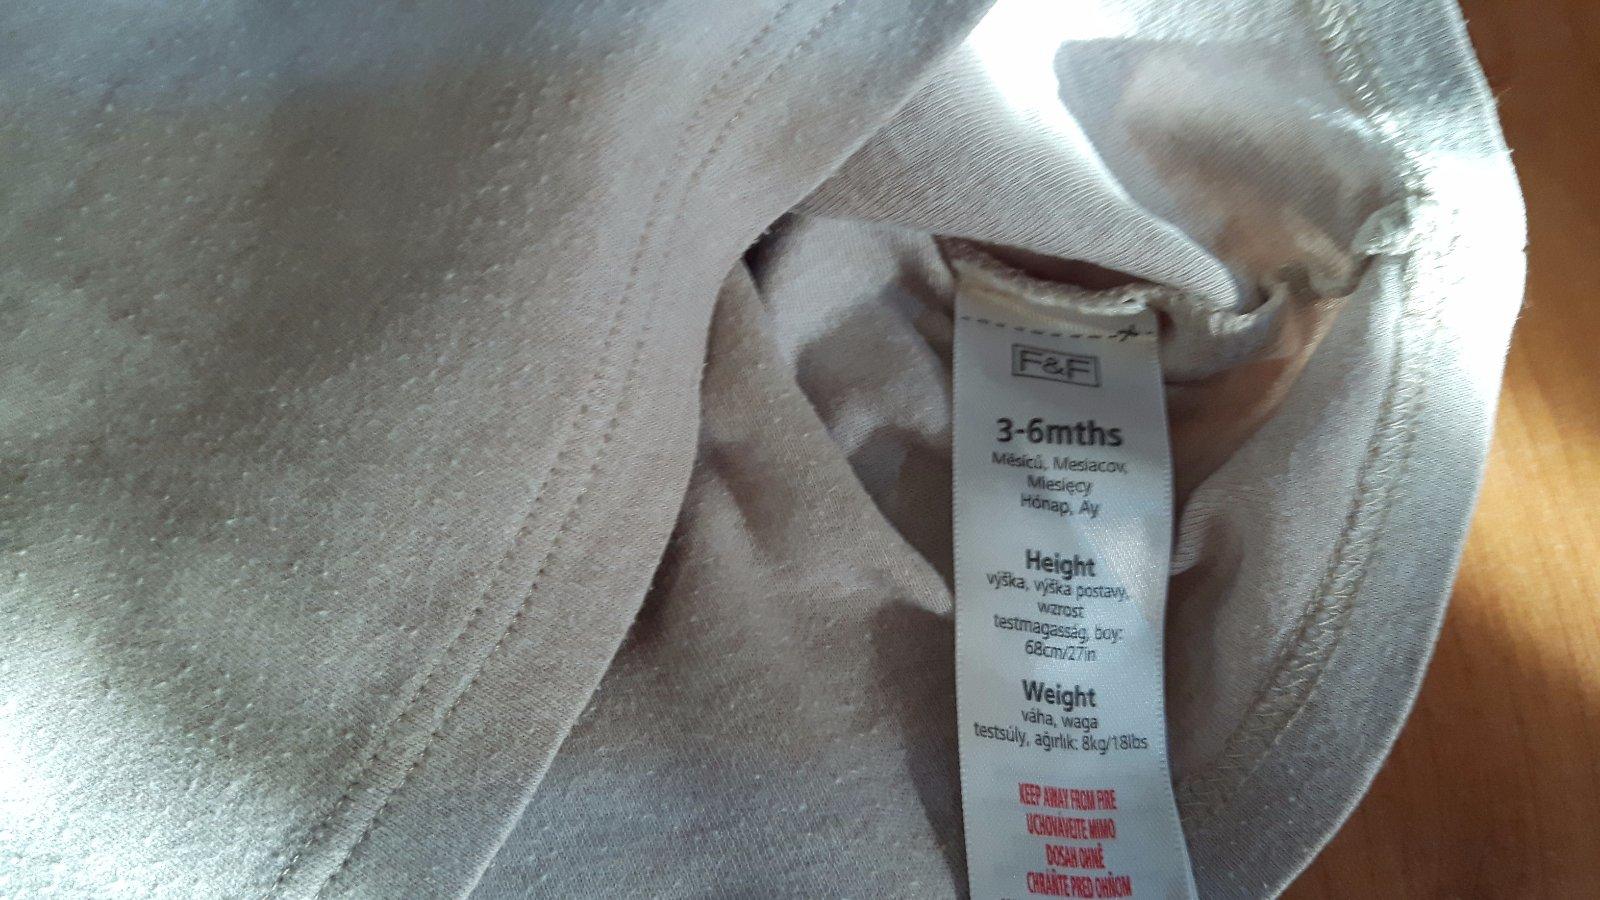 F&F
3-6mths
Měsíců, Mesiacov,
Miesięcy
Hónap, Ay
Height
výška, výška postavy,
wzrost
testmagasság, boy:
68cm/27in
Weight
váha, waga
testsúly, ağırlık: 8kg/18lbs
KEEP AWAY FROM FIRE
UCHOVÁVEJTE MIMO
DOSAH OHNĚ
CHRÁŇTE PRED OHŇOM